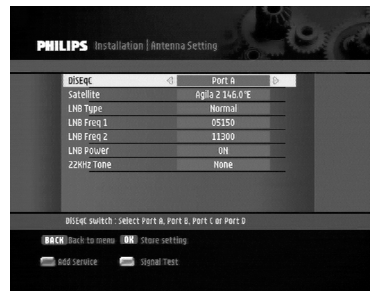 PHILIPS Installation | Antenna Setting
DiSEqC Port A
Satellite Agila 2 146.0°E
LNB Type Normal
LNB Freq 1 05150
LNB Freq 2 11300
LNB Power ON
22KHz Tone None
DiSEqC switch : Select Port A, Port B, Port C or Port D
BACK Back to menu OK Store setting
Add Service Signal Test